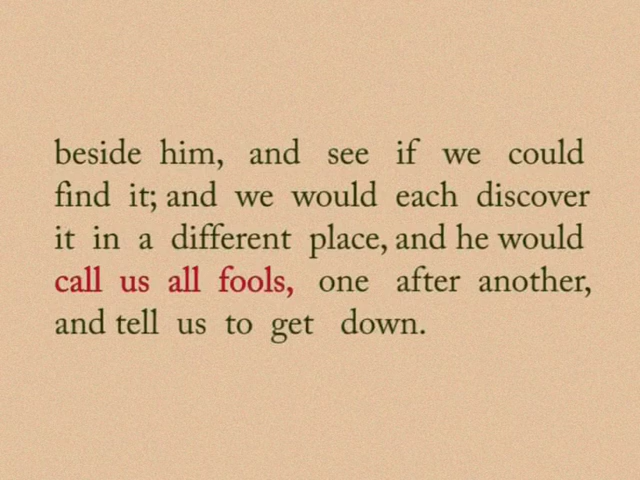 beside him, and see if we could
find it; and we would each discover
it in a different place, and he would
call us all fools, one after another,
and tell us to get down.